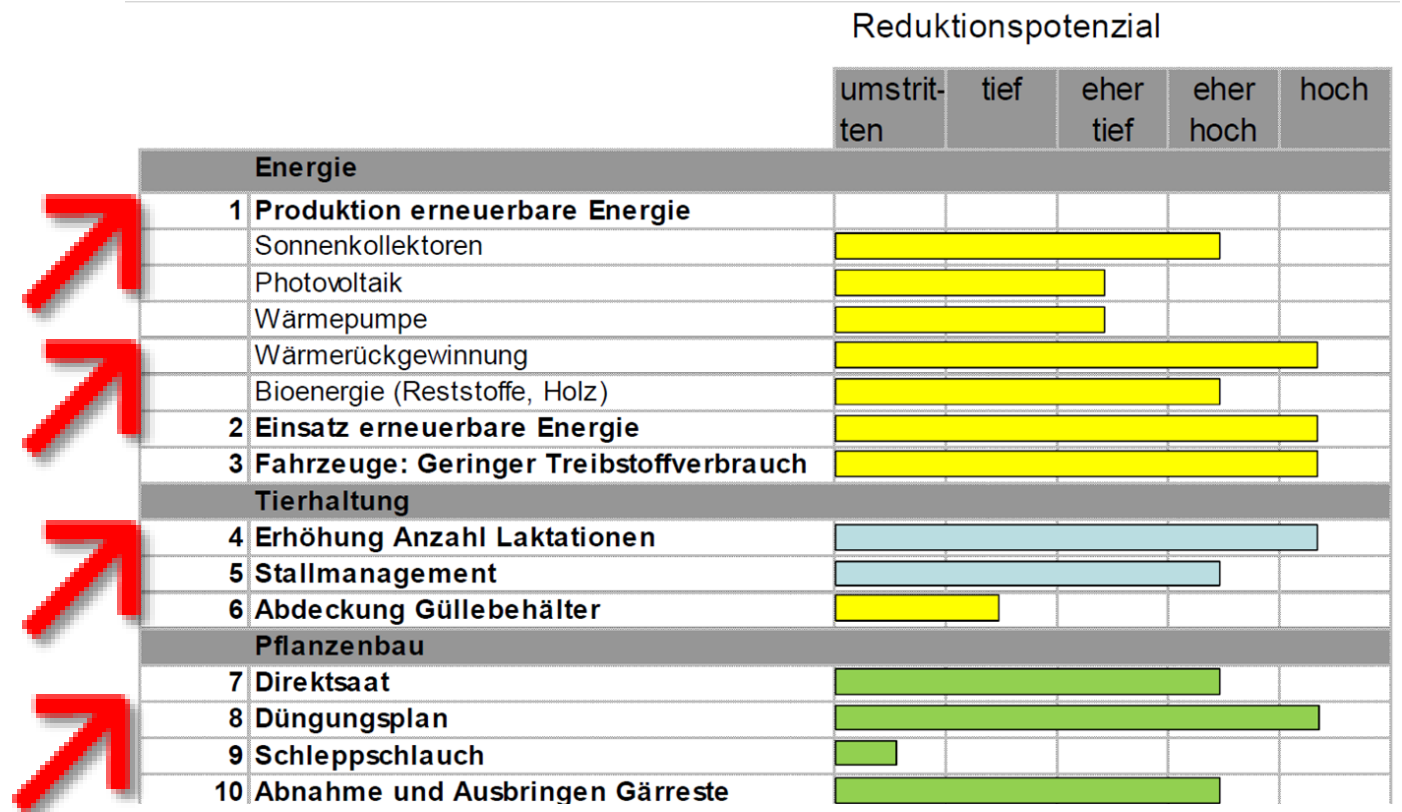 Reduktionspotenzial
umstrit-
ten
tief
eher
tief
eher
hoch
hoch
Energie
1 Produktion erneuerbare Energie
Sonnenkollektoren
Photovoltaik
Wärmepumpe
Wärmerückgewinnung
Bioenergie (Reststoffe, Holz)
2 Einsatz erneuerbare Energie
3 Fahrzeuge: Geringer Treibstoffverbrauch
Tierhaltung
4 Erhöhung Anzahl Laktationen
5 Stallmanagement
6 Abdeckung Güllebehälter
Pflanzenbau
7 Direktsaat
8 Düngungsplan
9 Schleppschlauch
10 Abnahme und Ausbringen Gärreste